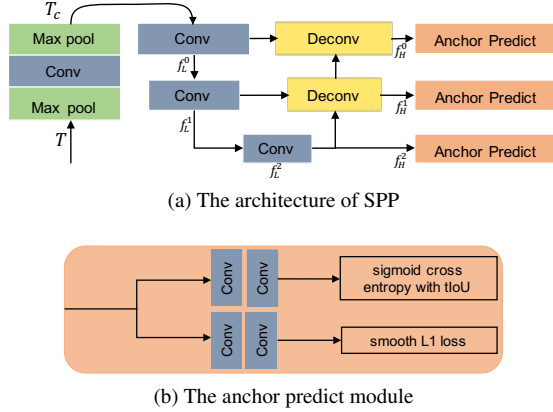 T_c
Max pool
Conv
Max pool
T
Conv
Deconv
f_H^0
Anchor Predict
f_L^0
Conv
Deconv
f_H^1
Anchor Predict
f_L^1
Conv
f_L^2
f_H^2
Anchor Predict
(a) The architecture of SPP
Conv
Conv
sigmoid cross
entropy with tIoU
Conv
Conv
smooth L1 loss
(b) The anchor predict module